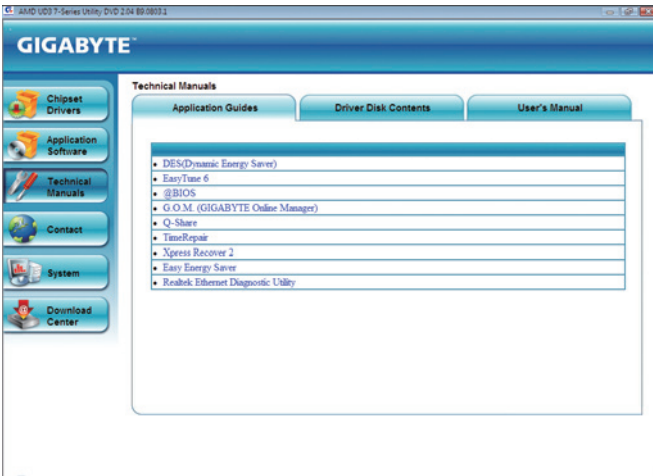 AMD UD3 7-Series Utility DVD 2.04 B9.0803.1
GIGABYTE™
Chipset
Drivers
Application
Software
Technical
Manuals
Contact
System
Download
Center
Technical Manuals
Application Guides
Driver Disk Contents
User's Manual
• DES(Dynamic Energy Saver)
• EasyTune 6
• @BIOS
• G.O.M. (GIGABYTE Online Manager)
• Q-Share
• TimeRepair
• Xpress Recover 2
• Easy Energy Saver
• Realtek Ethernet Diagnostic Utility